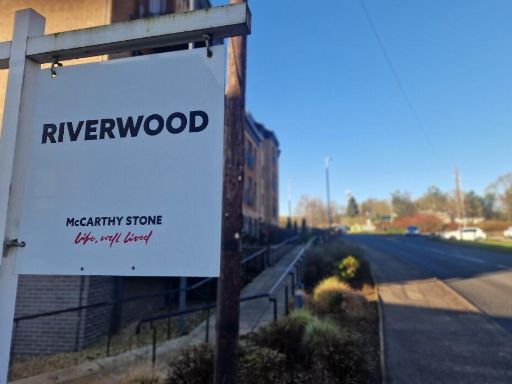 RIVERWOOD
McCARTHY STONE
life, well lived